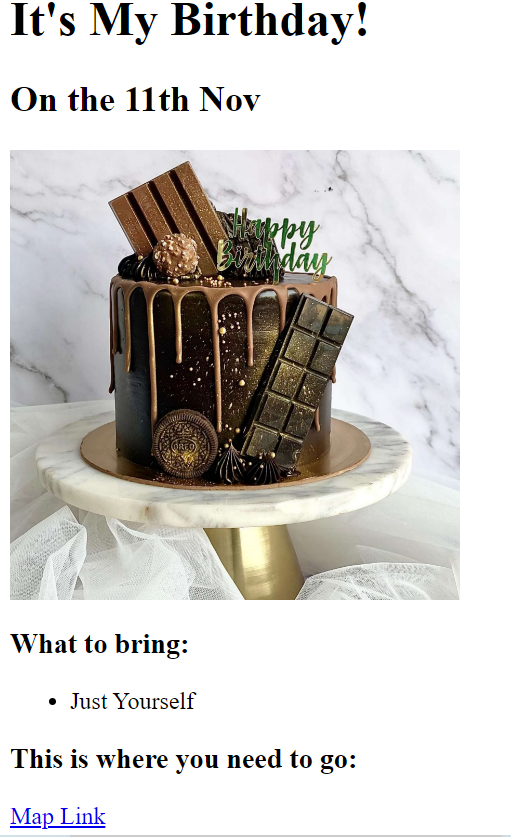 It's My Birthday!
On the 11th Nov
Happy
Birthday
OREO
What to bring:
Just Yourself
This is where you need to go:
Map Link